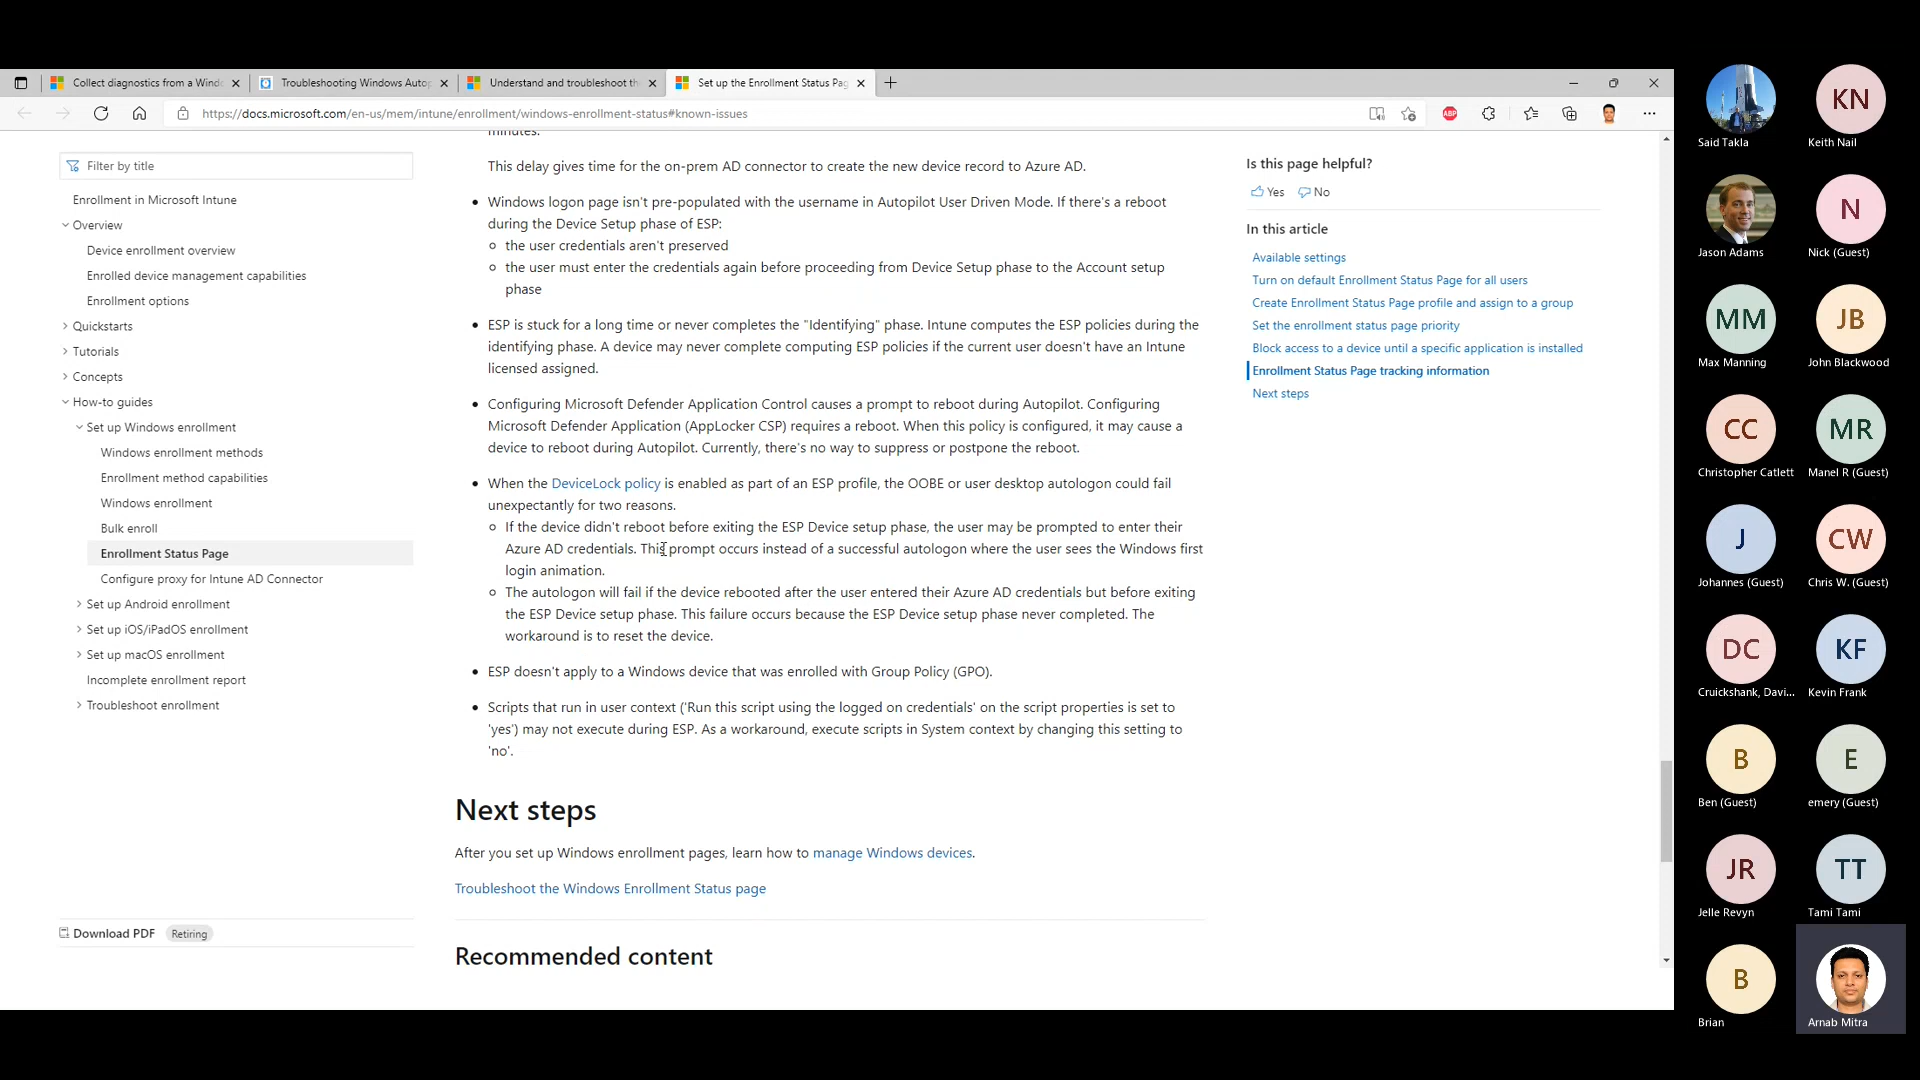 Collect diagnostics from a Wind
Troubleshooting Windows Autop
Understand and troubleshoot th
Set up the Enrollment Status Pag
https://docs.microsoft.com/en-us/mem/intune/enrollment/windows-enrollment-status#known-issues
ABP
Filter by title
Enrollment in Microsoft Intune
Overview
Device enrollment overview
Enrolled device management capabilities
Enrollment options
Quickstarts
Tutorials
Concepts
How-to guides
Set up Windows enrollment
Windows enrollment methods
Enrollment method capabilities
Windows enrollment
Bulk enroll
Enrollment Status Page
Configure proxy for Intune AD Connector
Set up Android enrollment
Set up iOS/iPadOS enrollment
Set up macOS enrollment
Incomplete enrollment report
Troubleshoot enrollment
Download PDF Retiring
minutes.
This delay gives time for the on-prem AD connector to create the new device record to Azure AD.
• Windows logon page isn't pre-populated with the username in Autopilot User Driven Mode. If there's a reboot
during the Device Setup phase of ESP:
the user credentials aren't preserved
the user must enter the credentials again before proceeding from Device Setup phase to the Account setup
phase
• ESP is stuck for a long time or never completes the "Identifying" phase. Intune computes the ESP policies during the
identifying phase. A device may never complete computing ESP policies if the current user doesn't have an Intune
licensed assigned.
• Configuring Microsoft Defender Application Control causes a prompt to reboot during Autopilot. Configuring
Microsoft Defender Application (AppLocker CSP) requires a reboot. When this policy is configured, it may cause a
device to reboot during Autopilot. Currently, there's no way to suppress or postpone the reboot.
• When the DeviceLock policy is enabled as part of an ESP profile, the OOBE or user desktop autologon could fail
unexpectantly for two reasons.
If the device didn't reboot before exiting the ESP Device setup phase, the user may be prompted to enter their
Azure AD credentials. This prompt occurs instead of a successful autologon where the user sees the Windows first
login animation.
The autologon will fail if the device rebooted after the user entered their Azure AD credentials but before exiting
the ESP Device setup phase. This failure occurs because the ESP Device setup phase never completed. The
workaround is to reset the device.
• ESP doesn't apply to a Windows device that was enrolled with Group Policy (GPO).
• Scripts that run in user context ('Run this script using the logged on credentials' on the script properties is set to
'yes') may not execute during ESP. As a workaround, execute scripts in System context by changing this setting to
'no'.
Next steps
After you set up Windows enrollment pages, learn how to manage Windows devices.
Troubleshoot the Windows Enrollment Status page
Recommended content
Is this page helpful?
Yes No
In this article
Available settings
Turn on default Enrollment Status Page for all users
Create Enrollment Status Page profile and assign to a group
Set the enrollment status page priority
Block access to a device until a specific application is installed
Enrollment Status Page tracking information
Next steps
KN
Said Takla Keith Nail
N
Jason Adams Nick (Guest)
MM JB
Max Manning John Blackwood
CC MR
Christopher Catlett Manel R (Guest)
J CW
Johannes (Guest) Chris W. (Guest)
DC KF
Cruickshank, Davi... Kevin Frank
B E
Ben (Guest) emery (Guest)
JR TT
Jelle Revyn Tami Tami
B
Brian Arnab Mitra